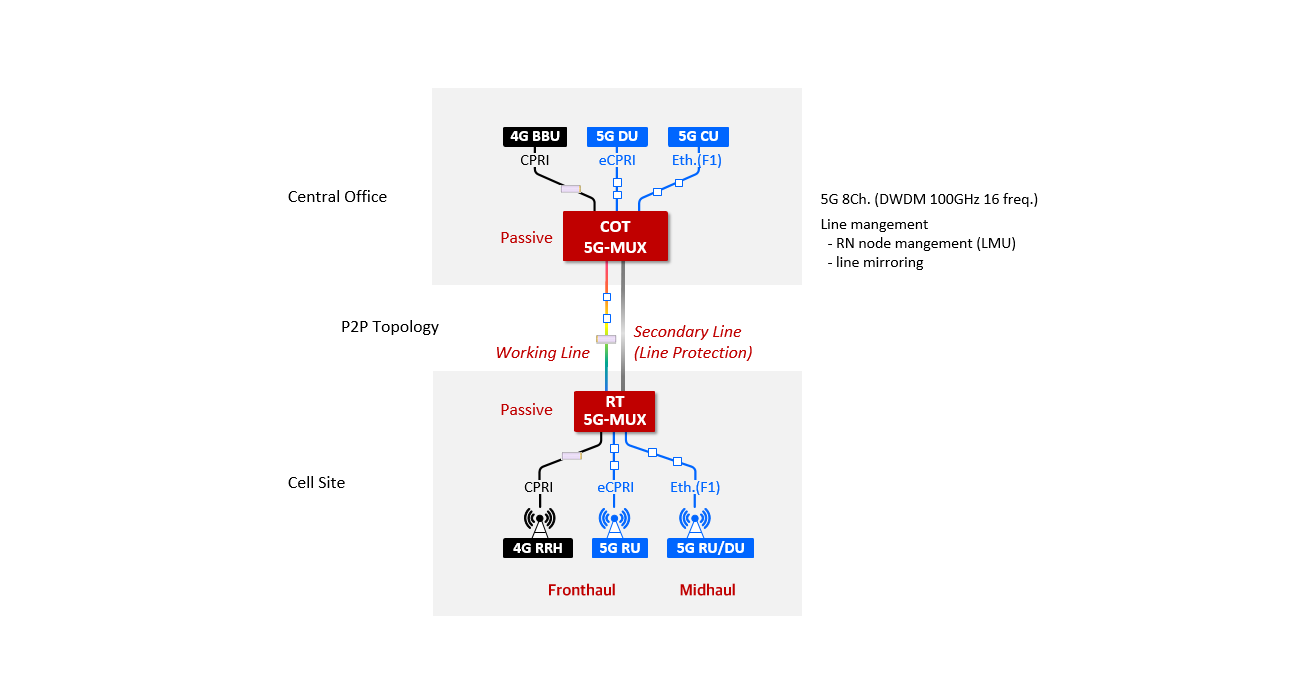 4G BBU
5G DU
5G CU
CPRI
eCPRI
Eth.(F1)
Central Office
5G 8Ch. (DWDM 100GHz 16 freq.)
Line mangement
- RN node mangement (LMU)
- line mirroring
Passive
COT
5G-MUX
P2P Topology
Working Line
Secondary Line
(Line Protection)
Passive
RT
5G-MUX
Cell Site
CPRI
eCPRI
Eth.(F1)
4G RRH
5G RU
5G RU/DU
Fronthaul
Midhaul